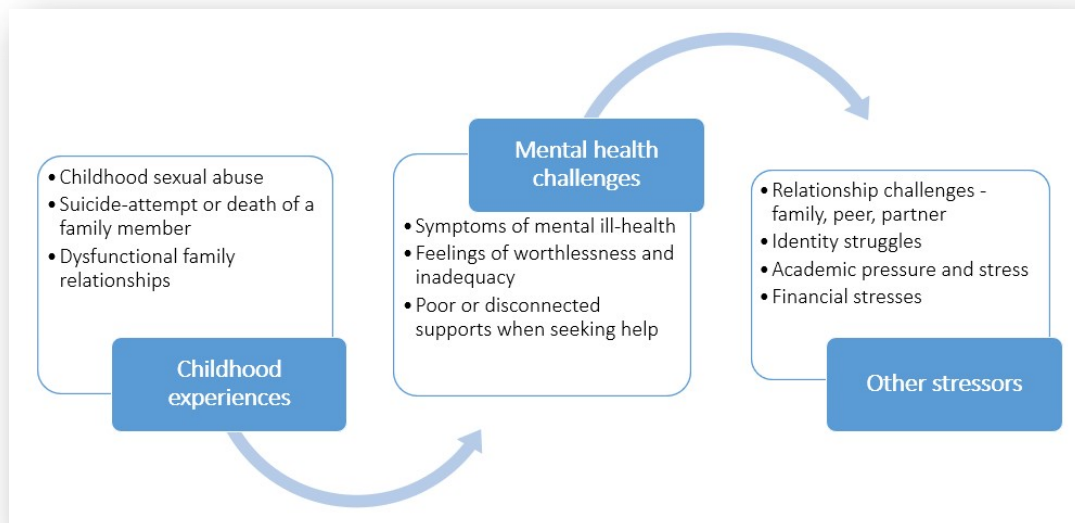 • Childhood sexual abuse
• Suicide-attempt or death of a
family member
• Dysfunctional family
relationships
Childhood
experiences
Mental health
challenges
• Symptoms of mental ill-health
• Feelings of worthlessness and
inadequacy
• Poor or disconnected
supports when seeking help
• Relationship challenges -
family, peer, partner
• Identity struggles
• Academic pressure and stress
• Financial stresses
Other stressors